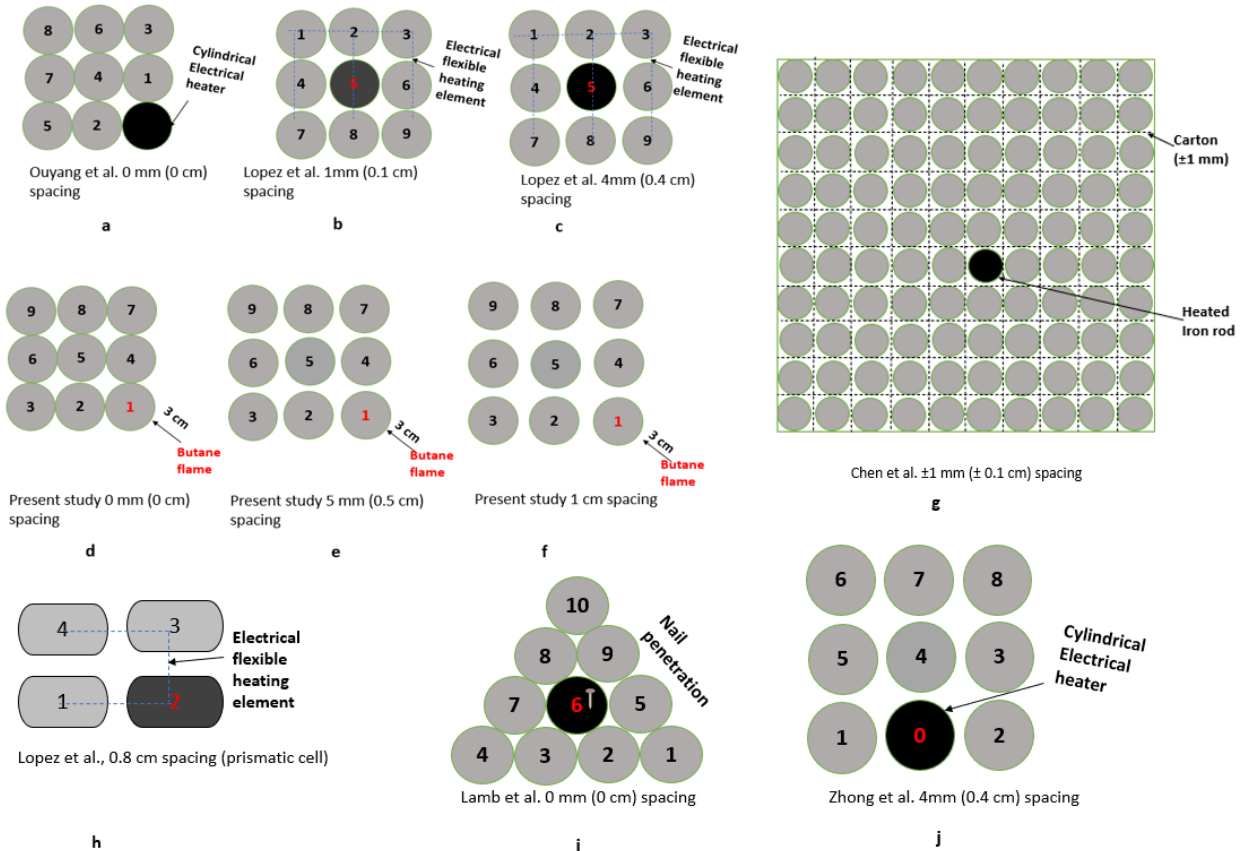 8 6 3
7 4 1
5 2
Cylindrical
Electrical
heater
Ouyang et al. 0 mm (0 cm)
spacing
a
1 2 3
4 5 6
7 8 9
Electrical
flexible
heating
element
Lopez et al. 1mm (0.1 cm)
spacing
b
1 2 3
4 5 6
7 8 9
Electrical
flexible
heating
element
Lopez et al. 4mm (0.4 cm)
spacing
c
Carton
(±1 mm)
Heated
Iron rod
Chen et al. ±1 mm (± 0.1 cm) spacing
g
9 8 7
6 5 4
3 2 1
3 cm
Butane
flame
Present study 0 mm (0 cm)
spacing
d
9 8 7
6 5 4
3 2 1
3 cm
Butane
flame
Present study 5 mm (0.5 cm)
spacing
e
9 8 7
6 5 4
3 2 1
3 cm
Butane
flame
Present study 1 cm spacing
f
4 3
1 2
Electrical
flexible
heating
element
Lopez et al., 0.8 cm spacing (prismatic cell)
h
10
8 9
7 6 5
4 3 2 1
Nail
penetration
Lamb et al. 0 mm (0 cm) spacing
i
6 7 8
5 4 3
1 0 2
Cylindrical
Electrical
heater
Zhong et al. 4mm (0.4 cm) spacing
j